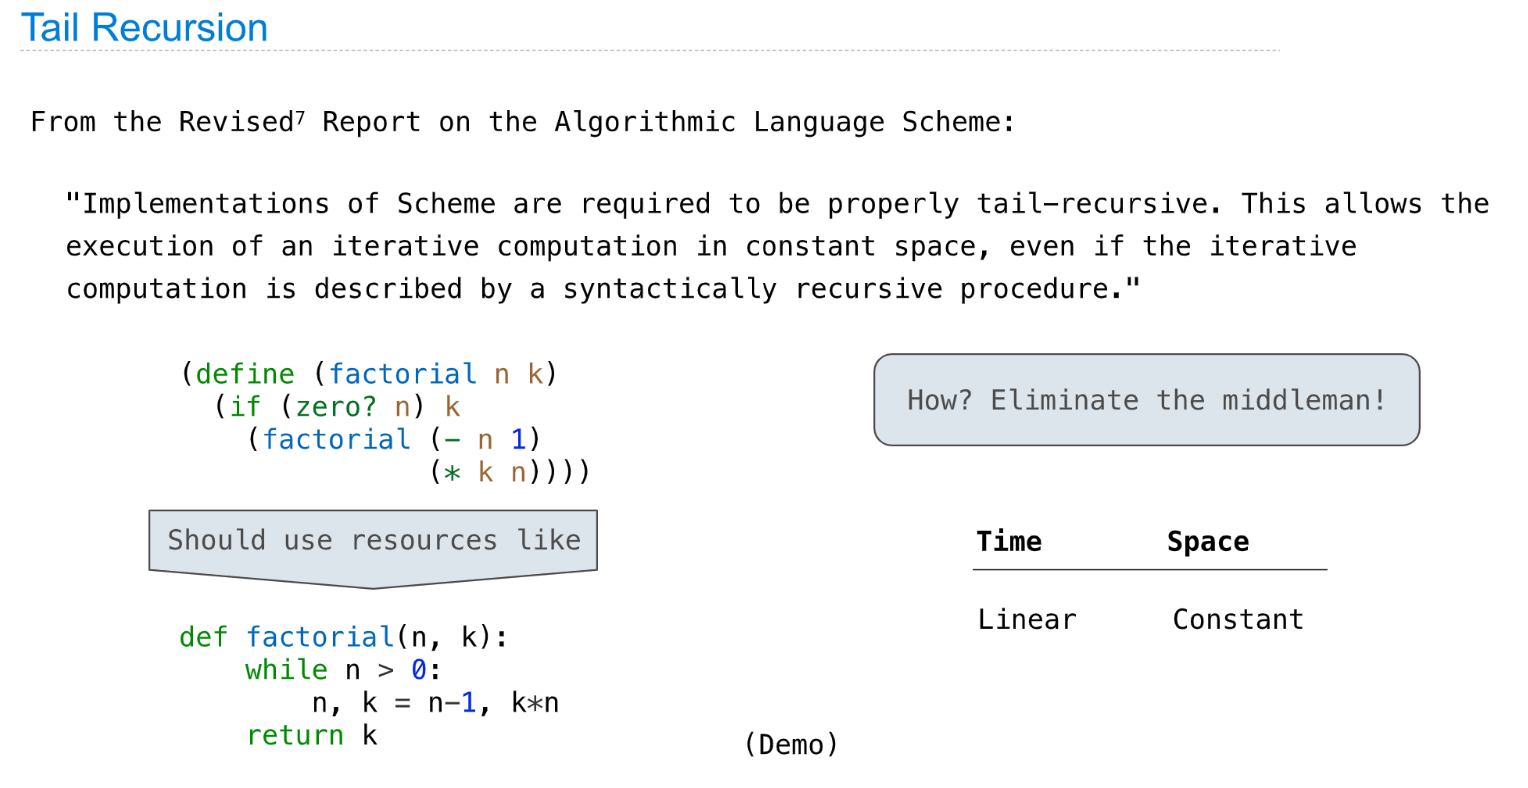 Tail Recursion
From the Revised⁷ Report on the Algorithmic Language Scheme:
"Implementations of Scheme are required to be properly tail-recursive. This allows the
execution of an iterative computation in constant space, even if the iterative
computation is described by a syntactically recursive procedure."
(define (factorial n k)
  (if (zero? n) k
    (factorial (- n 1)
               (* k n))))
Should use resources like
def factorial(n, k):
    while n > 0:
        n, k = n-1, k*n
    return k
How? Eliminate the middleman!
Time Space
Linear Constant
(Demo)